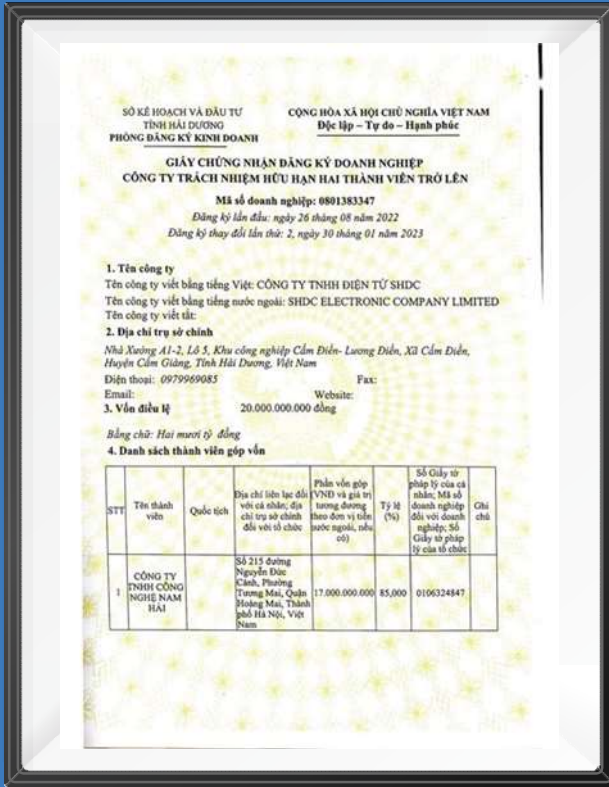 SỞ KẾ HOẠCH VÀ ĐẦU TƯ
TỈNH HẢI DƯƠNG
PHÒNG ĐĂNG KÝ KINH DOANH
CỘNG HÒA XÃ HỘI CHỦ NGHĨA VIỆT NAM
Độc lập – Tự do – Hạnh phúc
GIẤY CHỨNG NHẬN ĐĂNG KÝ DOANH NGHIỆP
CÔNG TY TRÁCH NHIỆM HỮU HẠN HAI THÀNH VIÊN TRỞ LÊN
Mã số doanh nghiệp: 0801383347
Đăng ký lần đầu: ngày 26 tháng 08 năm 2022
Đăng ký thay đổi lần thứ: 2, ngày 30 tháng 01 năm 2023
1. Tên công ty
Tên công ty viết bằng tiếng Việt: CÔNG TY TNHH ĐIỆN TỬ SHDC
Tên công ty viết bằng tiếng nước ngoài: SHDC ELECTRONIC COMPANY LIMITED
Tên công ty viết tắt:
2. Địa chỉ trụ sở chính
Nhà Xưởng A1-2, Lô 5, Khu công nghiệp Cẩm Điền- Lương Điền, Xã Cẩm Điền,
Huyện Cẩm Giàng, Tỉnh Hải Dương, Việt Nam
Điện thoại: 0979969085 Fax:
Email: Website:
3. Vốn điều lệ 20.000.000.000 đồng
Bằng chữ: Hai mươi tỷ đồng
4. Danh sách thành viên góp vốn
STT
Tên thành
viên
Quốc tịch
Địa chỉ liên lạc đối
với cá nhân; địa
chỉ trụ sở chính
đối với tổ chức
Phần vốn góp
(VNĐ và giá trị
tương đương
theo đơn vị tiền
nước ngoài, nếu
có)
Tỷ lệ
(%)
Số Giấy tờ
pháp lý của cá
nhân; Mã số
doanh nghiệp
đối với doanh
nghiệp; Số
Giấy tờ pháp
lý của tổ chức
Ghi
chú
1
CÔNG TY
TNHH CÔNG
NGHỆ NAM
HẢI
Số 215 đường
Nguyễn Đức
Cảnh, Phường
Tương Mai, Quận
Hoàng Mai, Thành
phố Hà Nội, Việt
Nam
17.000.000.000
85,000
0106324847